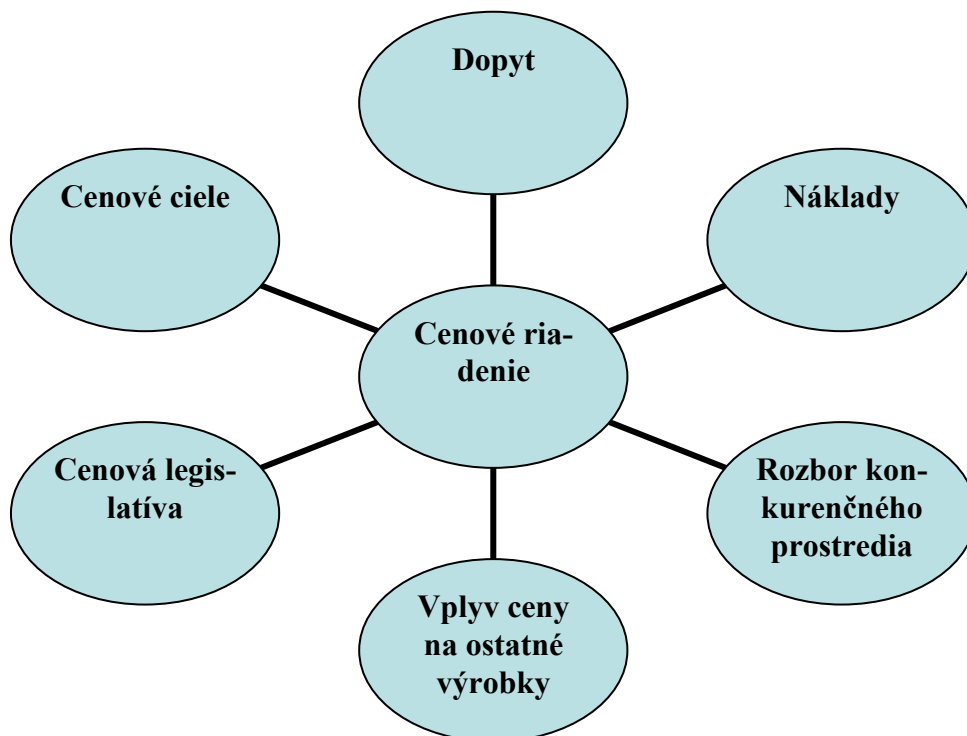 Dopyt
Cenové ciele
Náklady
Cenové ria-
denie
Cenová legis-
latíva
Rozbor kon-
kurenčného
prostredia
Vplyv ceny
na ostatné
výrobky